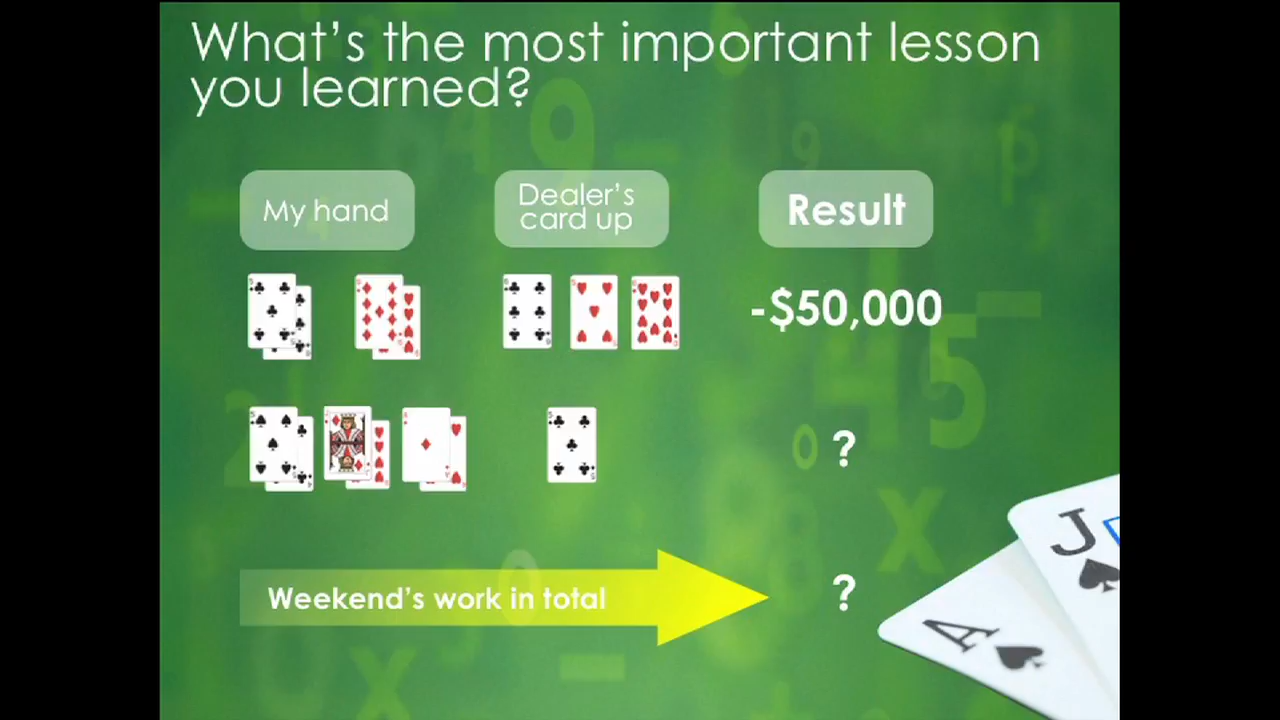 What's the most important lesson
you learned?
My hand
Dealer's
card up
Result
-$50,000
?
Weekend's work in total
?
J
A